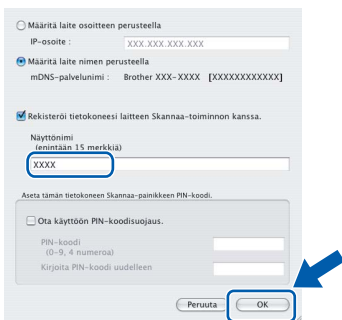 Määritä laite osoitteen perusteella
IP-osoite : XXX.XXX.XXX.XXX
Määritä laite nimen perusteella
mDNS-palvelunimi : Brother XXX-XXXX [XXXXXXXXXXXX]
Rekisteröi tietokoneesi laitteen Skannaa-toiminnon kanssa.
Näyttönimi
(enintään 15 merkkiä)
XXXX
Aseta tämän tietokoneen Skannaa-painikkeen PIN-koodi.
Ota käyttöön PIN-koodisuojaus.
PIN-koodi
(0-9, 4 numeroa)
Kirjoita PIN-koodi uudelleen
Peruuta OK